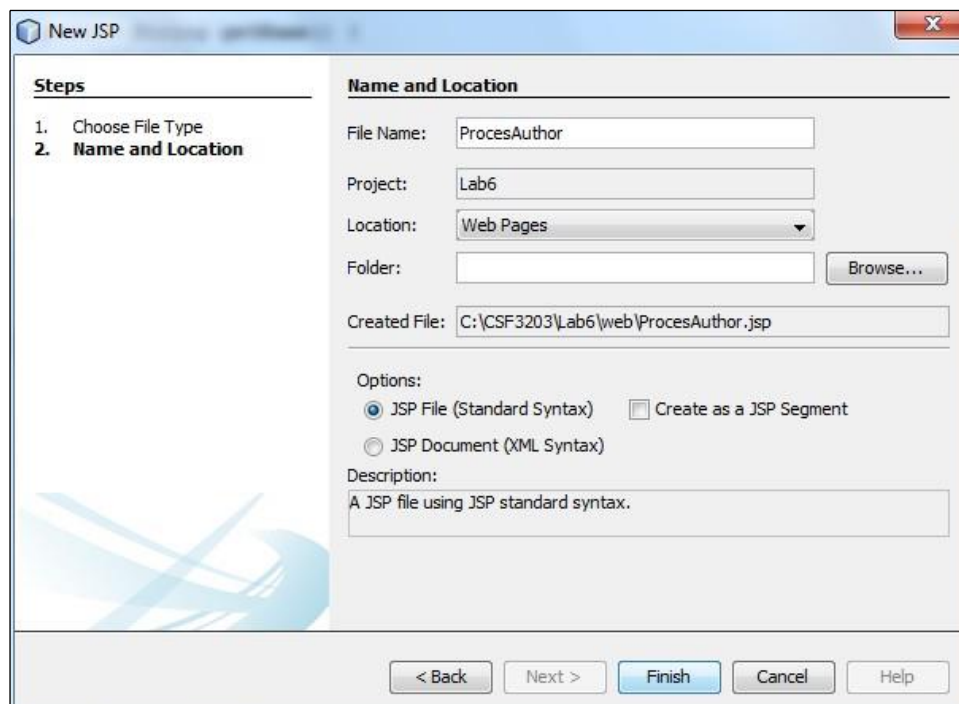 New JSP
Steps
1. Choose File Type
2. Name and Location
Name and Location
File Name: ProcesAuthor
Project: Lab6
Location: Web Pages
Folder: Browse...
Created File: C:\CSF3203\Lab6\web\ProcesAuthor.jsp
Options:
JSP File (Standard Syntax) Create as a JSP Segment
JSP Document (XML Syntax)
Description:
A JSP file using JSP standard syntax.
< Back Next > Finish Cancel Help